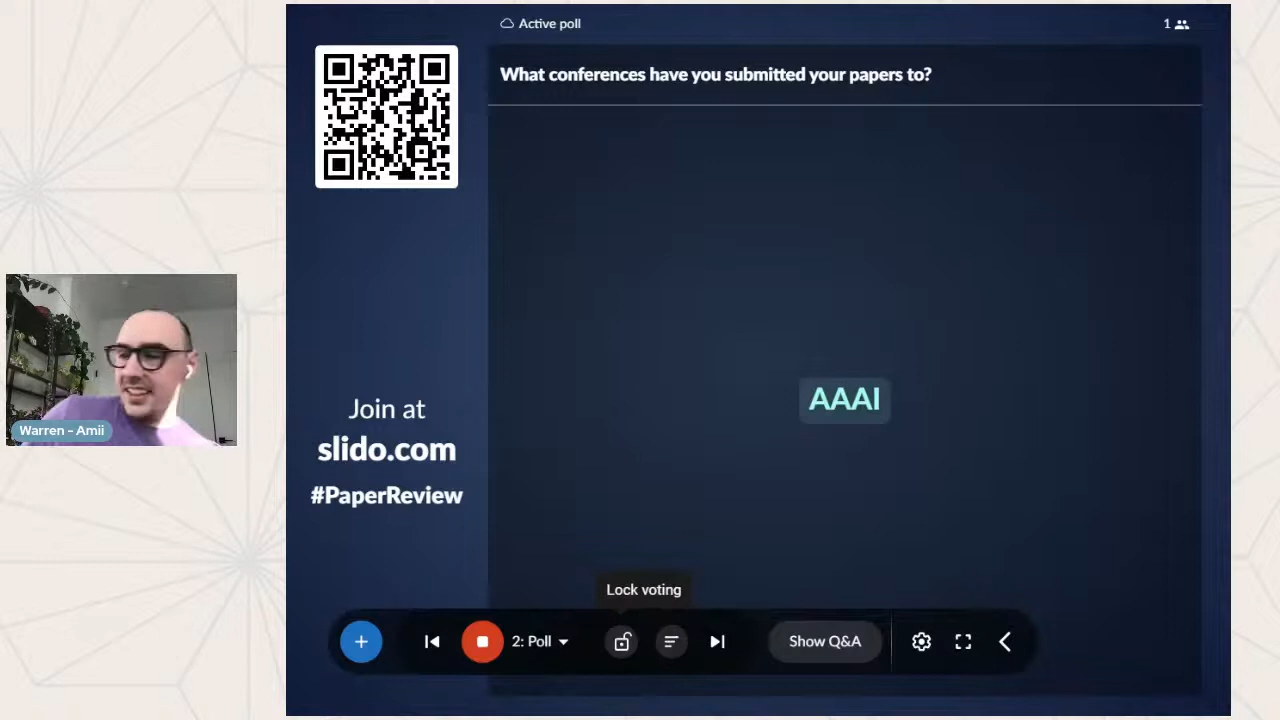 Active poll
1
What conferences have you submitted your papers to?
AAAI
Join at
slido.com
#PaperReview
Warren - Amii
Lock voting
2: Poll
Show Q&A